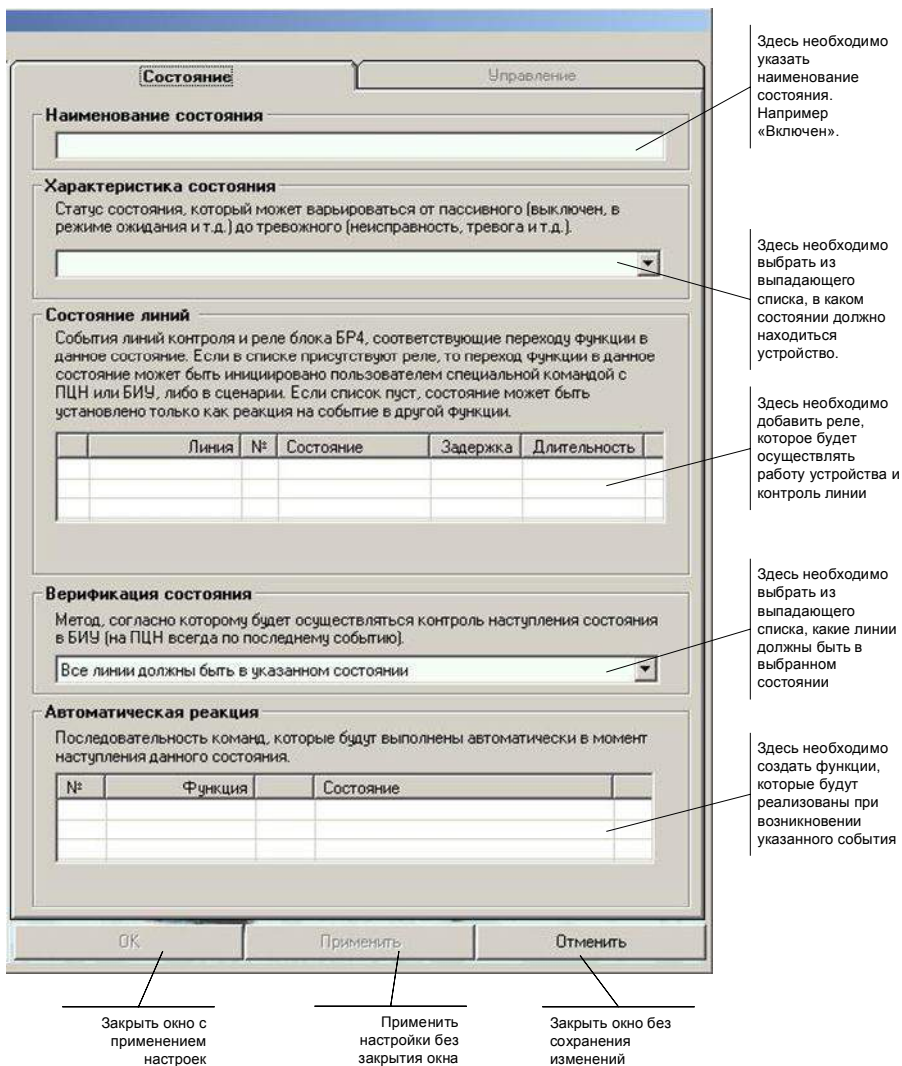 Состояние
Управление
Наименование состояния
Характеристика состояния
Статус состояния, который может варьироваться от пассивного (выключен, в
режиме ожидания и т.д.) до тревожного (неисправность, тревога и т.д.).
Состояние линий
События линий контроля и реле блока БР4, соответствующие переходу функции в
данное состояние. Если в списке присутствуют реле, то переход функции в данное
состояние может быть инициировано пользователем специальной командой с
ПЦН или БИУ, либо в сценарии. Если список пуст, состояние может быть
установлено только как реакция на событие в другой функции.
Линия № Состояние Задержка Длительность
Верификация состояния
Метод, согласно которому будет осуществляться контроль наступления состояния
в БИУ (на ПЦН всегда по последнему событию).
Все линии должны быть в указанном состоянии
Автоматическая реакция
Последовательность команд, которые будут выполнены автоматически в момент
наступления данного состояния.
№ Функция Состояние
OK Применить Отменить
Здесь необходимо
указать
наименование
состояния.
Например
«Включен».
Здесь необходимо
выбрать из
выпадающего
списка, в каком
состоянии должно
находиться
устройство.
Здесь необходимо
добавить реле,
которое будет
осуществлять
работу устройства и
контроль линии
Здесь необходимо
выбрать из
выпадающего
списка, какие линии
должны быть в
выбранном
состоянии
Здесь необходимо
создать функции,
которые будут
реализованы при
возникновении
указанного события
Закрыть окно с
применением
настроек
Применить
настройки без
закрытия окна
Закрыть окно без
сохранения
изменений